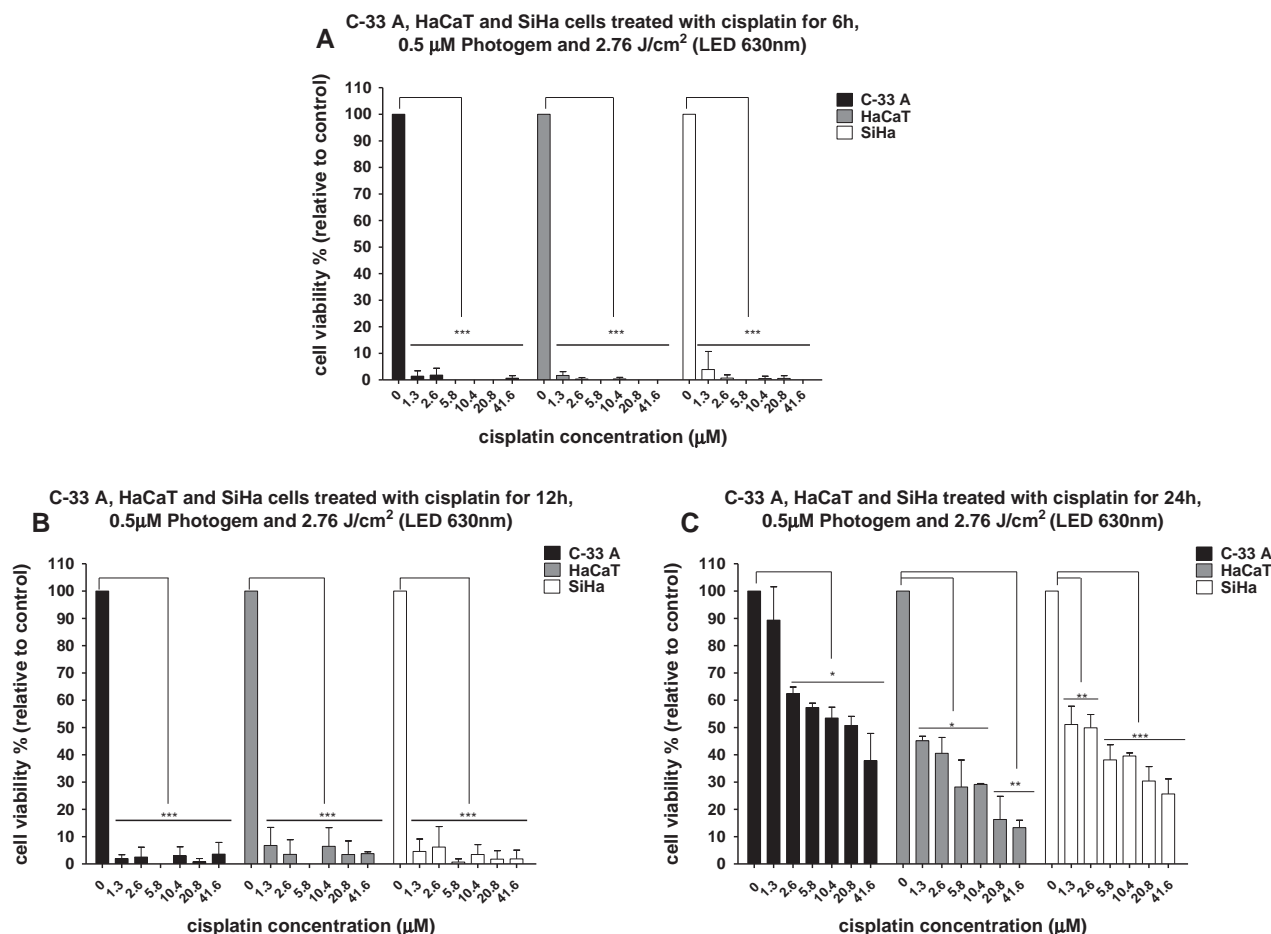 A
C-33 A, HaCaT and SiHa cells treated with cisplatin for 6h,
0.5 μM Photogem and 2.76 J/cm² (LED 630nm)
cell viability % (relative to control)
110
100
90
80
70
60
50
40
30
20
10
0
C-33 A
HaCaT
SiHa
*** *** ***
0 1.3 2.6 5.8 10.4 20.8 41.6 0 1.3 2.6 5.8 10.4 20.8 41.6 0 1.3 2.6 5.8 10.4 20.8 41.6
cisplatin concentration (μM)
B
C-33 A, HaCaT and SiHa cells treated with cisplatin for 12h,
0.5μM Photogem and 2.76 J/cm² (LED 630nm)
cell viability % (relative to control)
110
100
90
80
70
60
50
40
30
20
10
0
C-33 A
HaCaT
SiHa
*** *** ***
0 1.3 2.6 5.8 10.4 20.8 41.6 0 1.3 2.6 5.8 10.4 20.8 41.6 0 1.3 2.6 5.8 10.4 20.8 41.6
cisplatin concentration (μM)
C
C-33 A, HaCaT and SiHa treated with cisplatin for 24h,
0.5μM Photogem and 2.76 J/cm² (LED 630nm)
cell viability % (relative to control)
110
100
90
80
70
60
50
40
30
20
10
0
C-33 A
HaCaT
SiHa
* * ** ** ***
0 1.3 2.6 5.8 10.4 20.8 41.6 0 1.3 2.6 5.8 10.4 20.8 41.6 0 1.3 2.6 5.8 10.4 20.8 41.6
cisplatin concentration (μM)